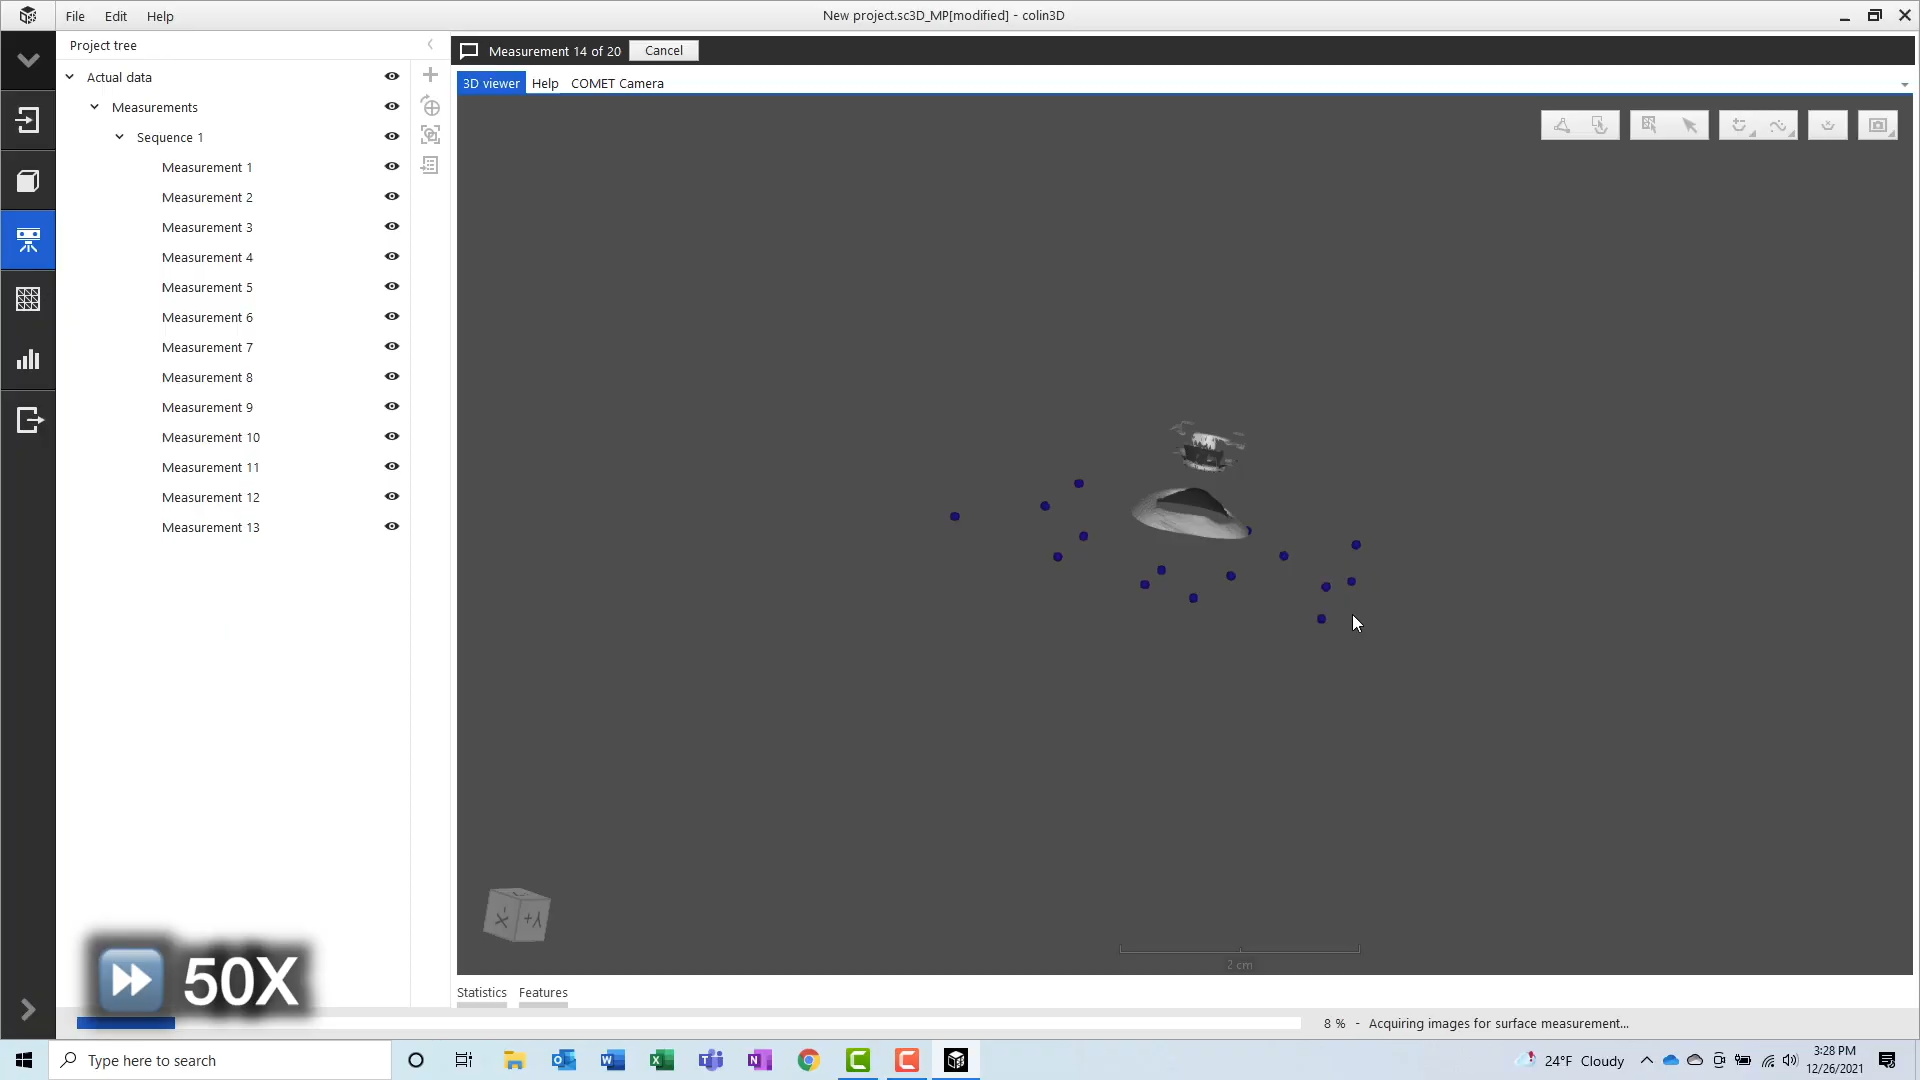 File Edit Help
New project.sc3D_MP[modified] - colin3D
Project tree
Measurement 14 of 20 Cancel
3D viewer Help COMET Camera
Actual data
Measurements
Sequence 1
Measurement 1
Measurement 2
Measurement 3
Measurement 4
Measurement 5
Measurement 6
Measurement 7
Measurement 8
Measurement 9
Measurement 10
Measurement 11
Measurement 12
Measurement 13
X-
Y+
2 cm
50X
Statistics Features
8 % - Acquiring images for surface measurement...
Type here to search
24°F Cloudy
3:28 PM
12/26/2021